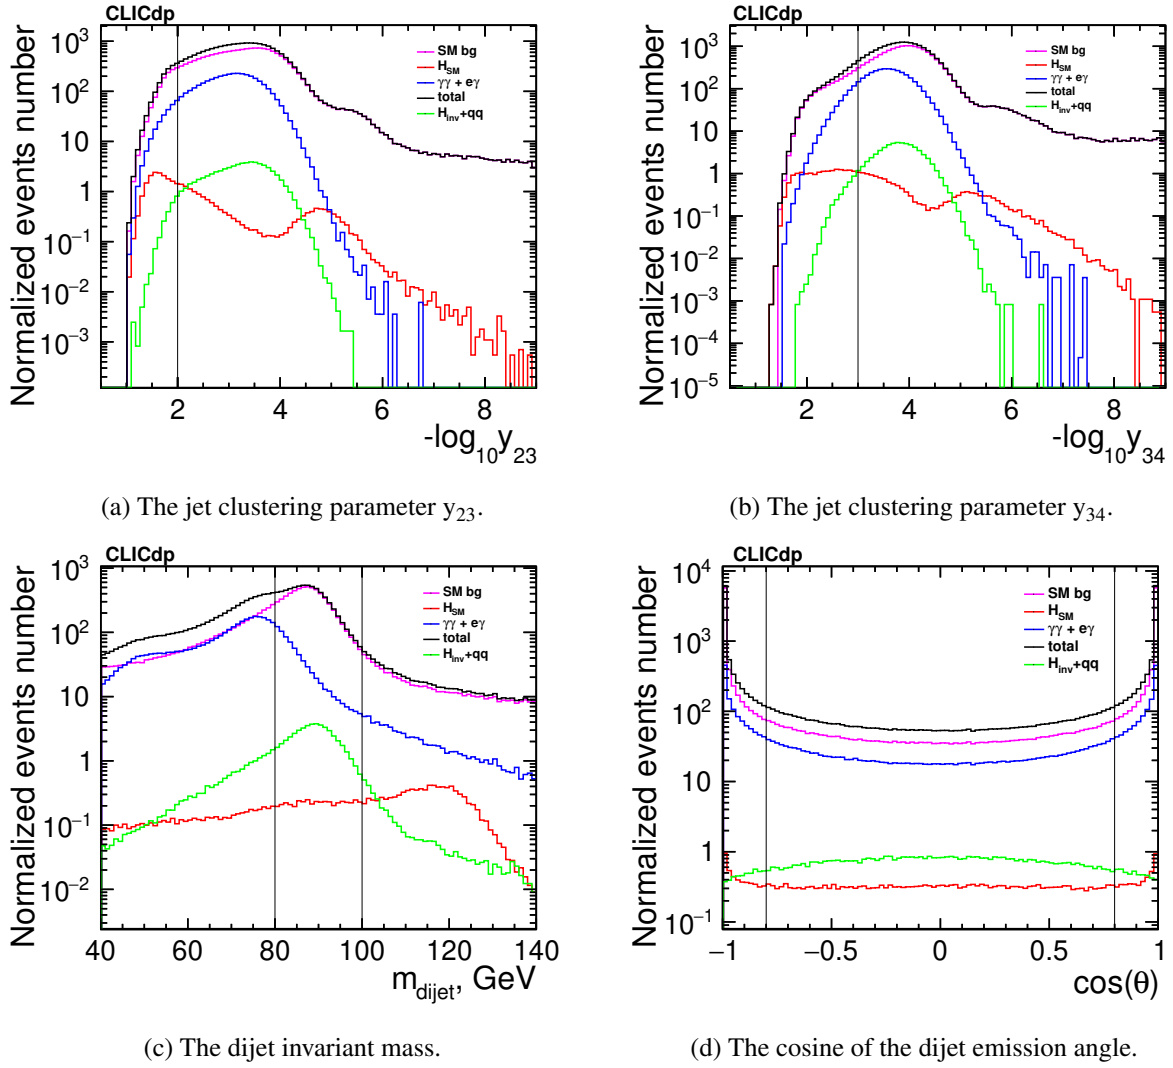 CLICdp
Normalized events number
10³
10²
10
1
10⁻¹
10⁻²
10⁻³
SM bg
H_SM
γγ + eγ
total
H_inv+qq
2 4 6 8
-log₁₀y₂₃
(a) The jet clustering parameter y₂₃.
CLICdp
Normalized events number
10³
10²
10
1
10⁻¹
10⁻²
10⁻³
10⁻⁴
10⁻⁵
SM bg
H_SM
γγ + eγ
total
H_inv+qq
2 4 6 8
-log₁₀y₃₄
(b) The jet clustering parameter y₃₄.
CLICdp
Normalized events number
10³
10²
10
1
10⁻¹
10⁻²
SM bg
H_SM
γγ + eγ
total
H_inv+qq
40 60 80 100 120 140
m_dijet, GeV
(c) The dijet invariant mass.
CLICdp
Normalized events number
10⁴
10³
10²
10
1
10⁻¹
SM bg
H_SM
γγ + eγ
total
H_inv+qq
−1 −0.5 0 0.5 1
cos(θ)
(d) The cosine of the dijet emission angle.